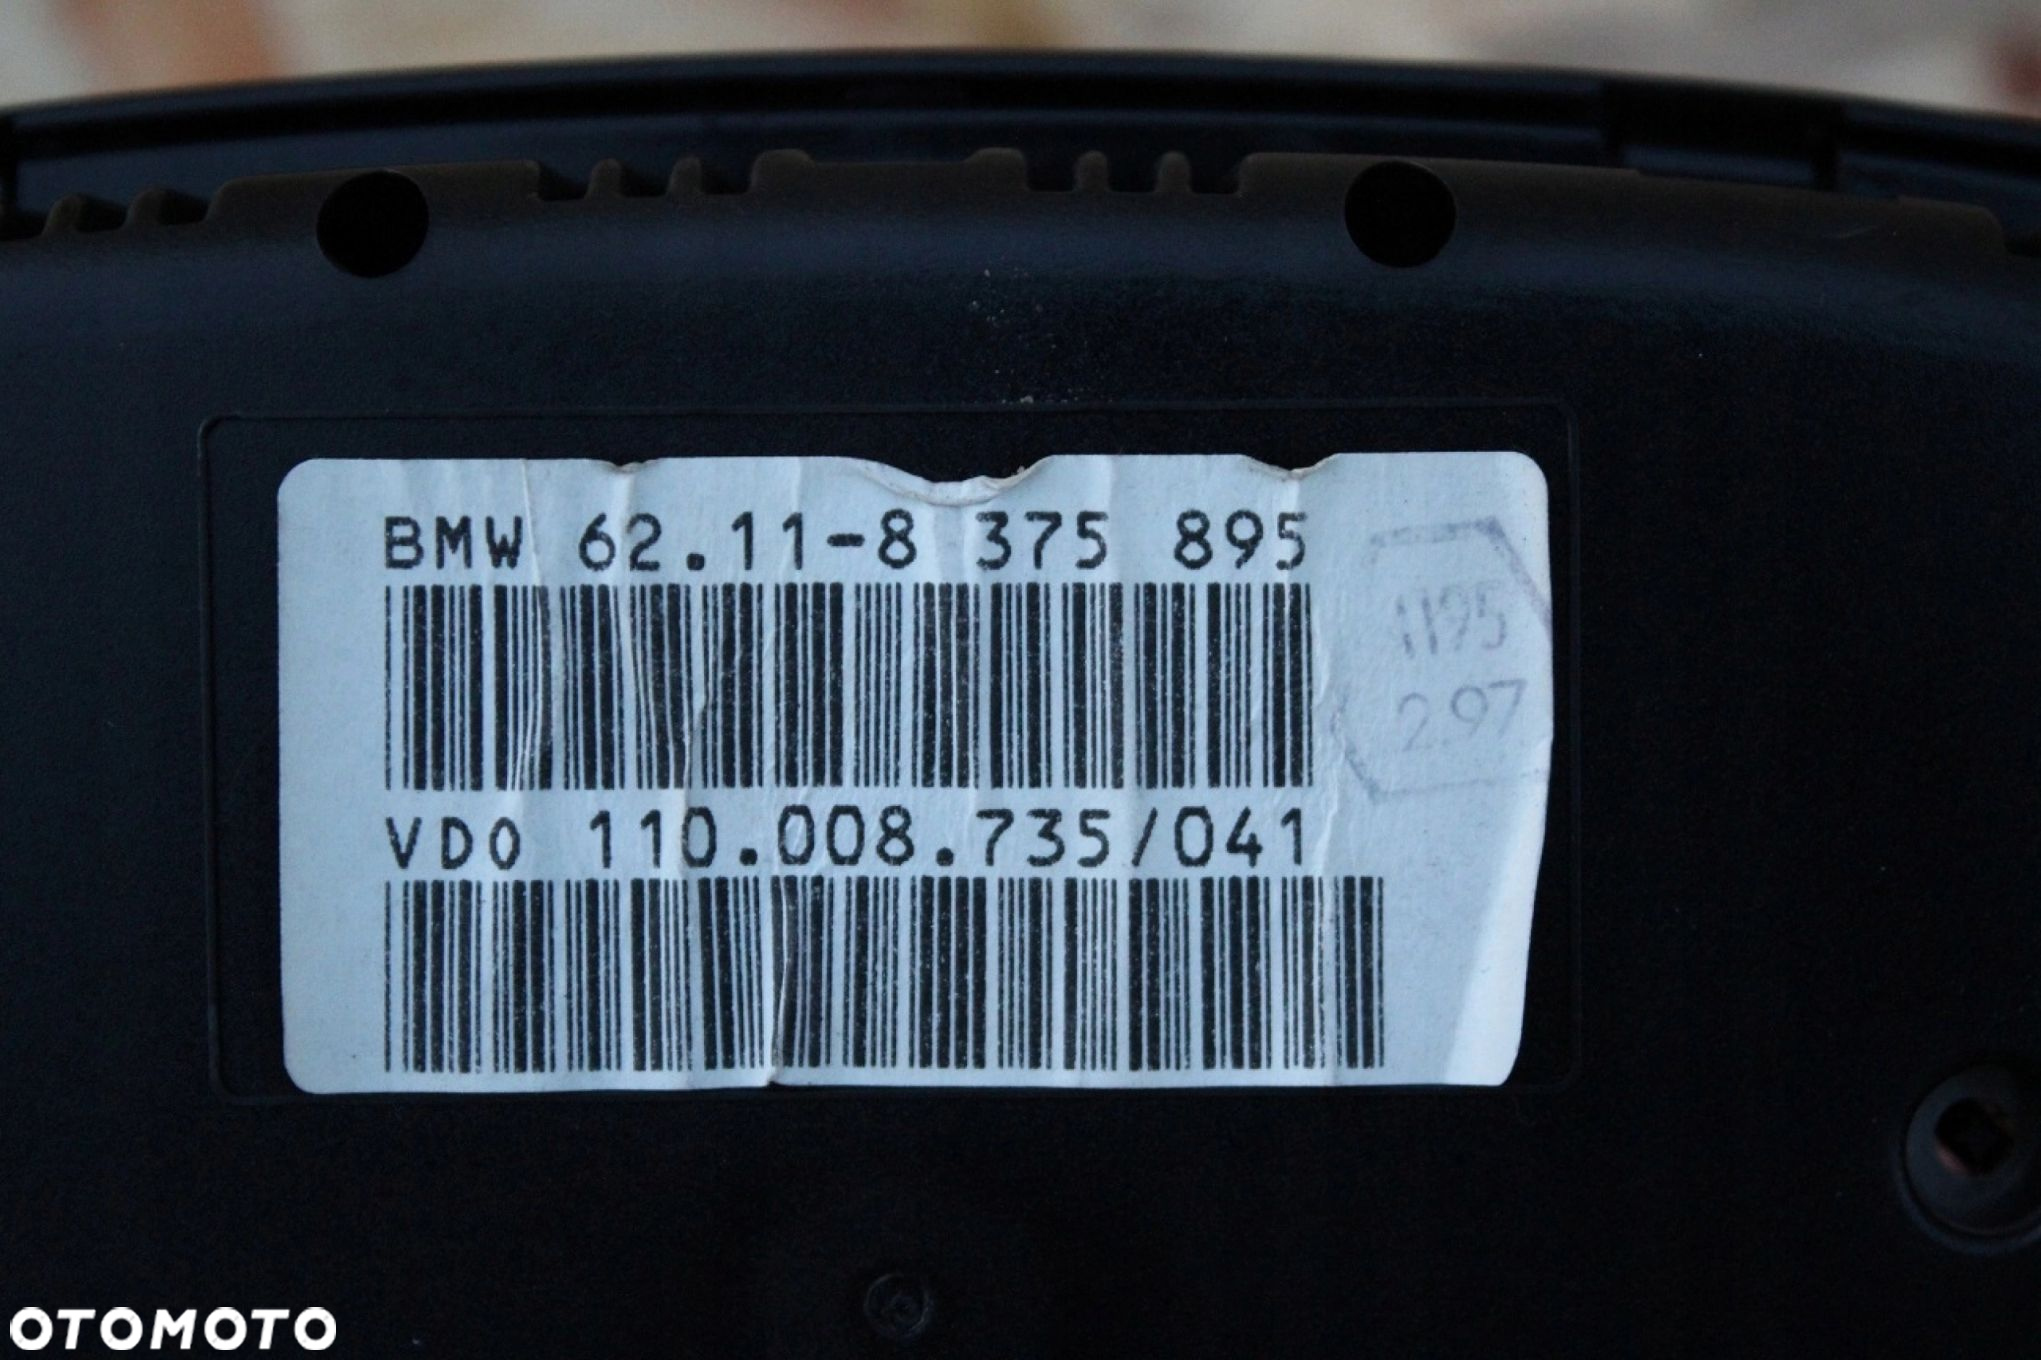 BMW 62.11-8 375 895
1195
2.97
VDO 110.008.735/041
OTOMOTO